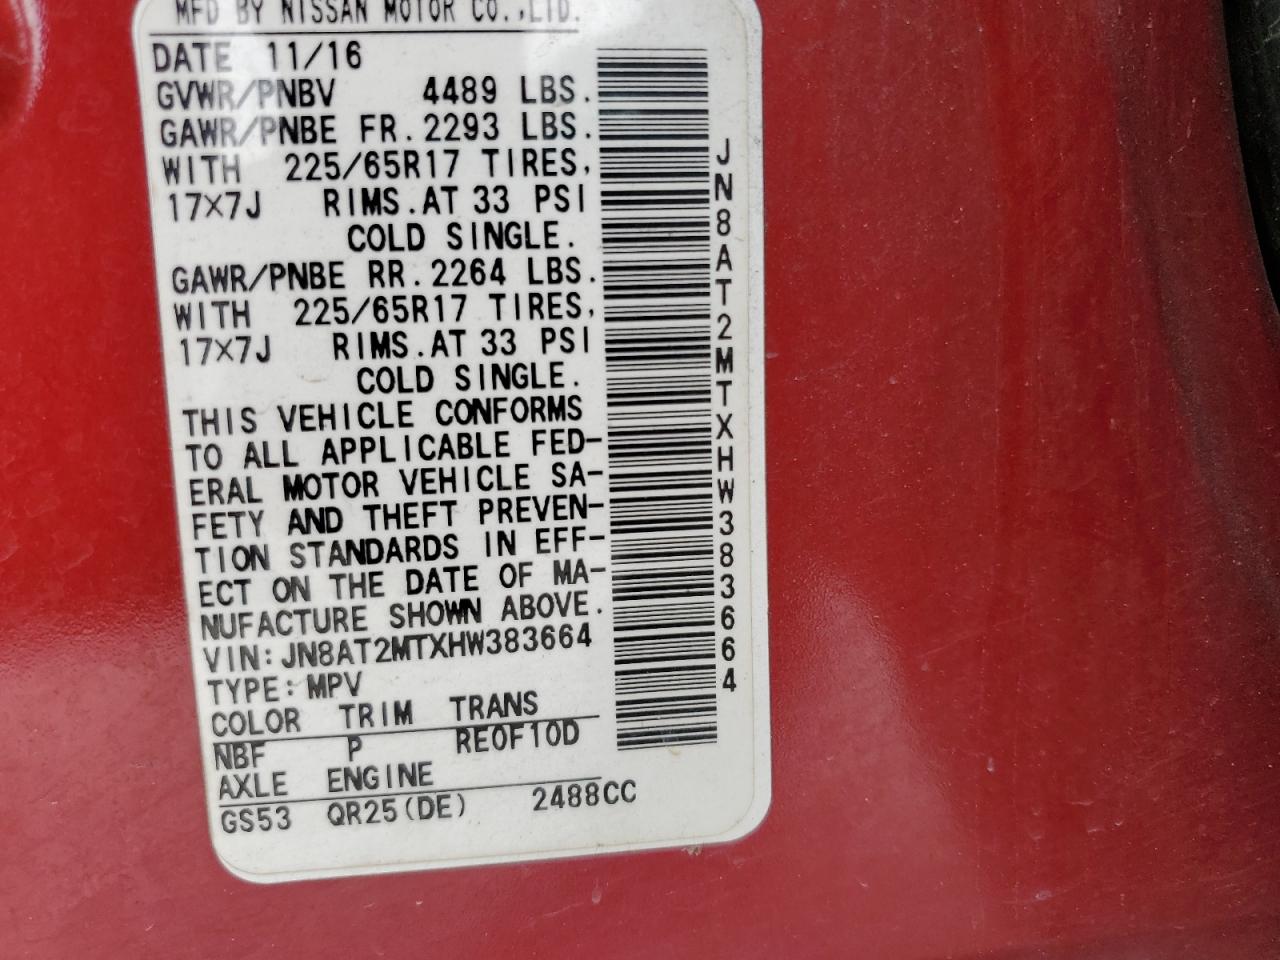 MFD BY NISSAN MOTOR CO.,LTD.
DATE 11/16
GVWR/PNBV 4489 LBS.
GAWR/PNBE FR. 2293 LBS.
WITH 225/65R17 TIRES,
17X7J RIMS.AT 33 PSI
COLD SINGLE.
GAWR/PNBE RR. 2264 LBS.
WITH 225/65R17 TIRES,
17X7J RIMS.AT 33 PSI
COLD SINGLE.
THIS VEHICLE CONFORMS
TO ALL APPLICABLE FED-
ERAL MOTOR VEHICLE SA-
FETY AND THEFT PREVEN-
TION STANDARDS IN EFF-
ECT ON THE DATE OF MA-
NUFACTURE SHOWN ABOVE.
VIN: JN8AT2MTXHW383664
TYPE: MPV
COLOR TRIM TRANS
NBF P RE0F10D
AXLE ENGINE
GS53 QR25(DE) 2488CC
JN8AT2MTXHW383664